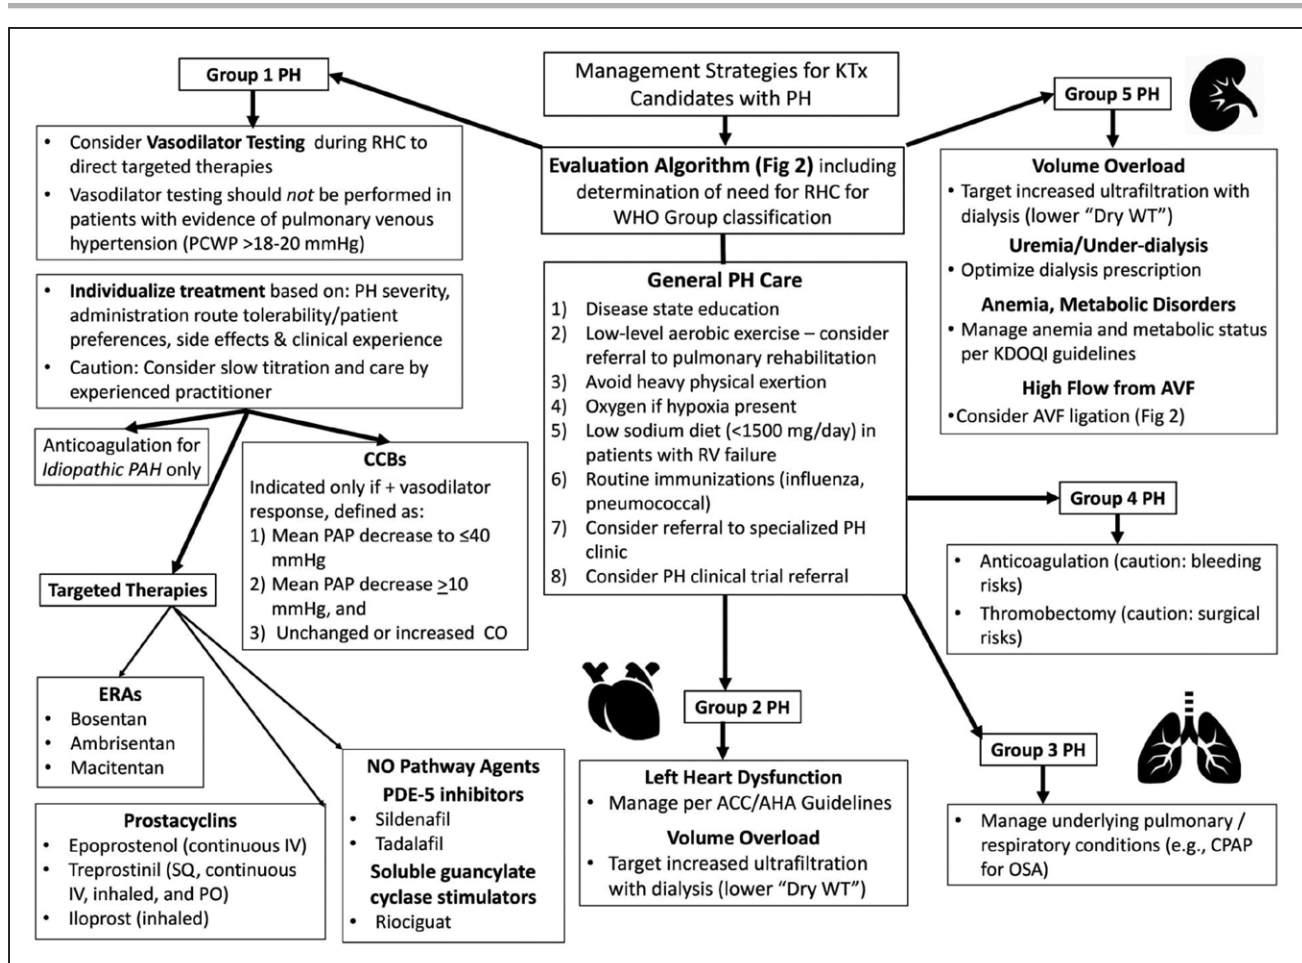 Management Strategies for KTx
Candidates with PH
Evaluation Algorithm (Fig 2) including
determination of need for RHC for
WHO Group classification
Group 1 PH
• Consider Vasodilator Testing during RHC to
direct targeted therapies
• Vasodilator testing should not be performed in
patients with evidence of pulmonary venous
hypertension (PCWP >18-20 mmHg)
• Individualize treatment based on: PH severity,
administration route tolerability/patient
preferences, side effects & clinical experience
• Caution: Consider slow titration and care by
experienced practitioner
Anticoagulation for
Idiopathic PAH only
CCBs
Indicated only if + vasodilator
response, defined as:
1) Mean PAP decrease to ≤40
mmHg
2) Mean PAP decrease ≥10
mmHg, and
3) Unchanged or increased CO
Targeted Therapies
ERAs
• Bosentan
• Ambrisentan
• Macitentan
Prostacyclins
• Epoprostenol (continuous IV)
• Treprostinil (SQ, continuous
IV, inhaled, and PO)
• Iloprost (inhaled)
NO Pathway Agents
PDE-5 inhibitors
• Sildenafil
• Tadalafil
Soluble guancylate
cyclase stimulators
• Riociguat
General PH Care
1) Disease state education
2) Low-level aerobic exercise – consider
referral to pulmonary rehabilitation
3) Avoid heavy physical exertion
4) Oxygen if hypoxia present
5) Low sodium diet (<1500 mg/day) in
patients with RV failure
6) Routine immunizations (influenza,
pneumococcal)
7) Consider referral to specialized PH
clinic
8) Consider PH clinical trial referral
Group 2 PH
Left Heart Dysfunction
• Manage per ACC/AHA Guidelines
Volume Overload
• Target increased ultrafiltration
with dialysis (lower “Dry WT”)
Group 5 PH
Volume Overload
• Target increased ultrafiltration with
dialysis (lower “Dry WT”)
Uremia/Under-dialysis
• Optimize dialysis prescription
Anemia, Metabolic Disorders
• Manage anemia and metabolic status
per KDOQI guidelines
High Flow from AVF
•Consider AVF ligation (Fig 2)
Group 4 PH
• Anticoagulation (caution: bleeding
risks)
• Thromobectomy (caution: surgical
risks)
Group 3 PH
• Manage underlying pulmonary /
respiratory conditions (e.g., CPAP
for OSA)